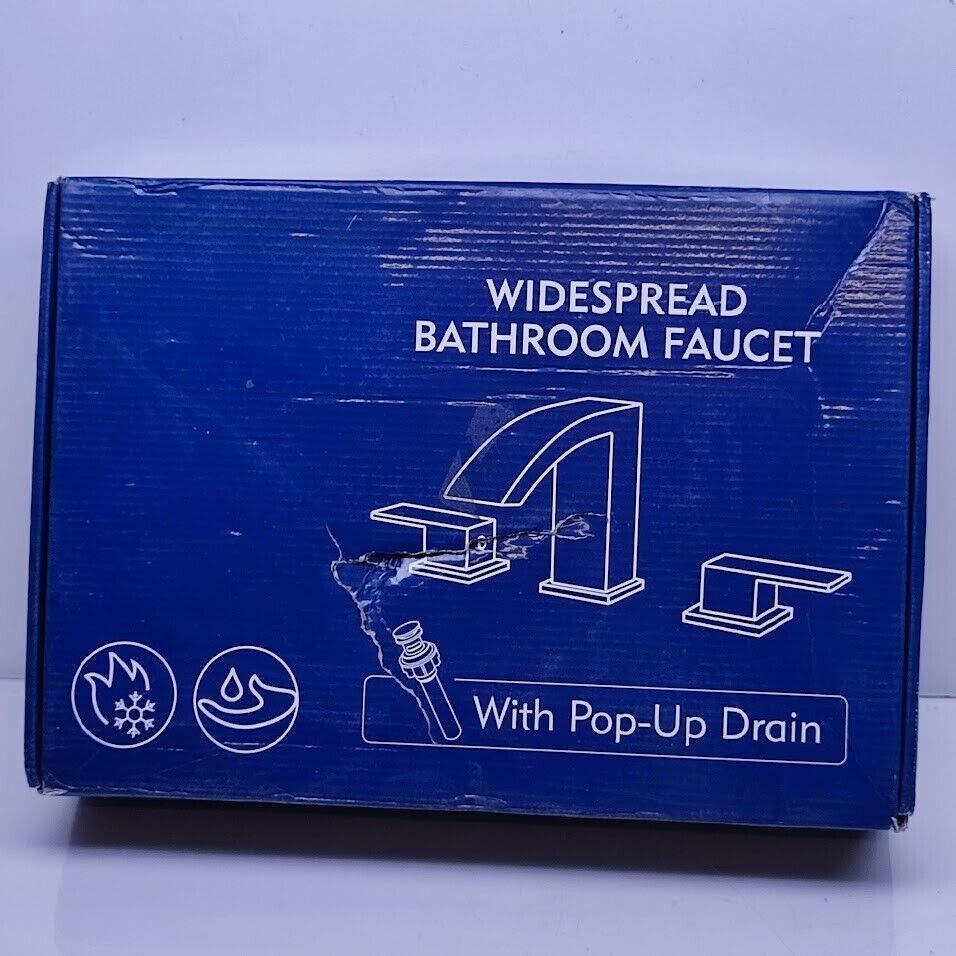 WIDESPREAD
BATHROOM FAUCET
With Pop-Up Drain